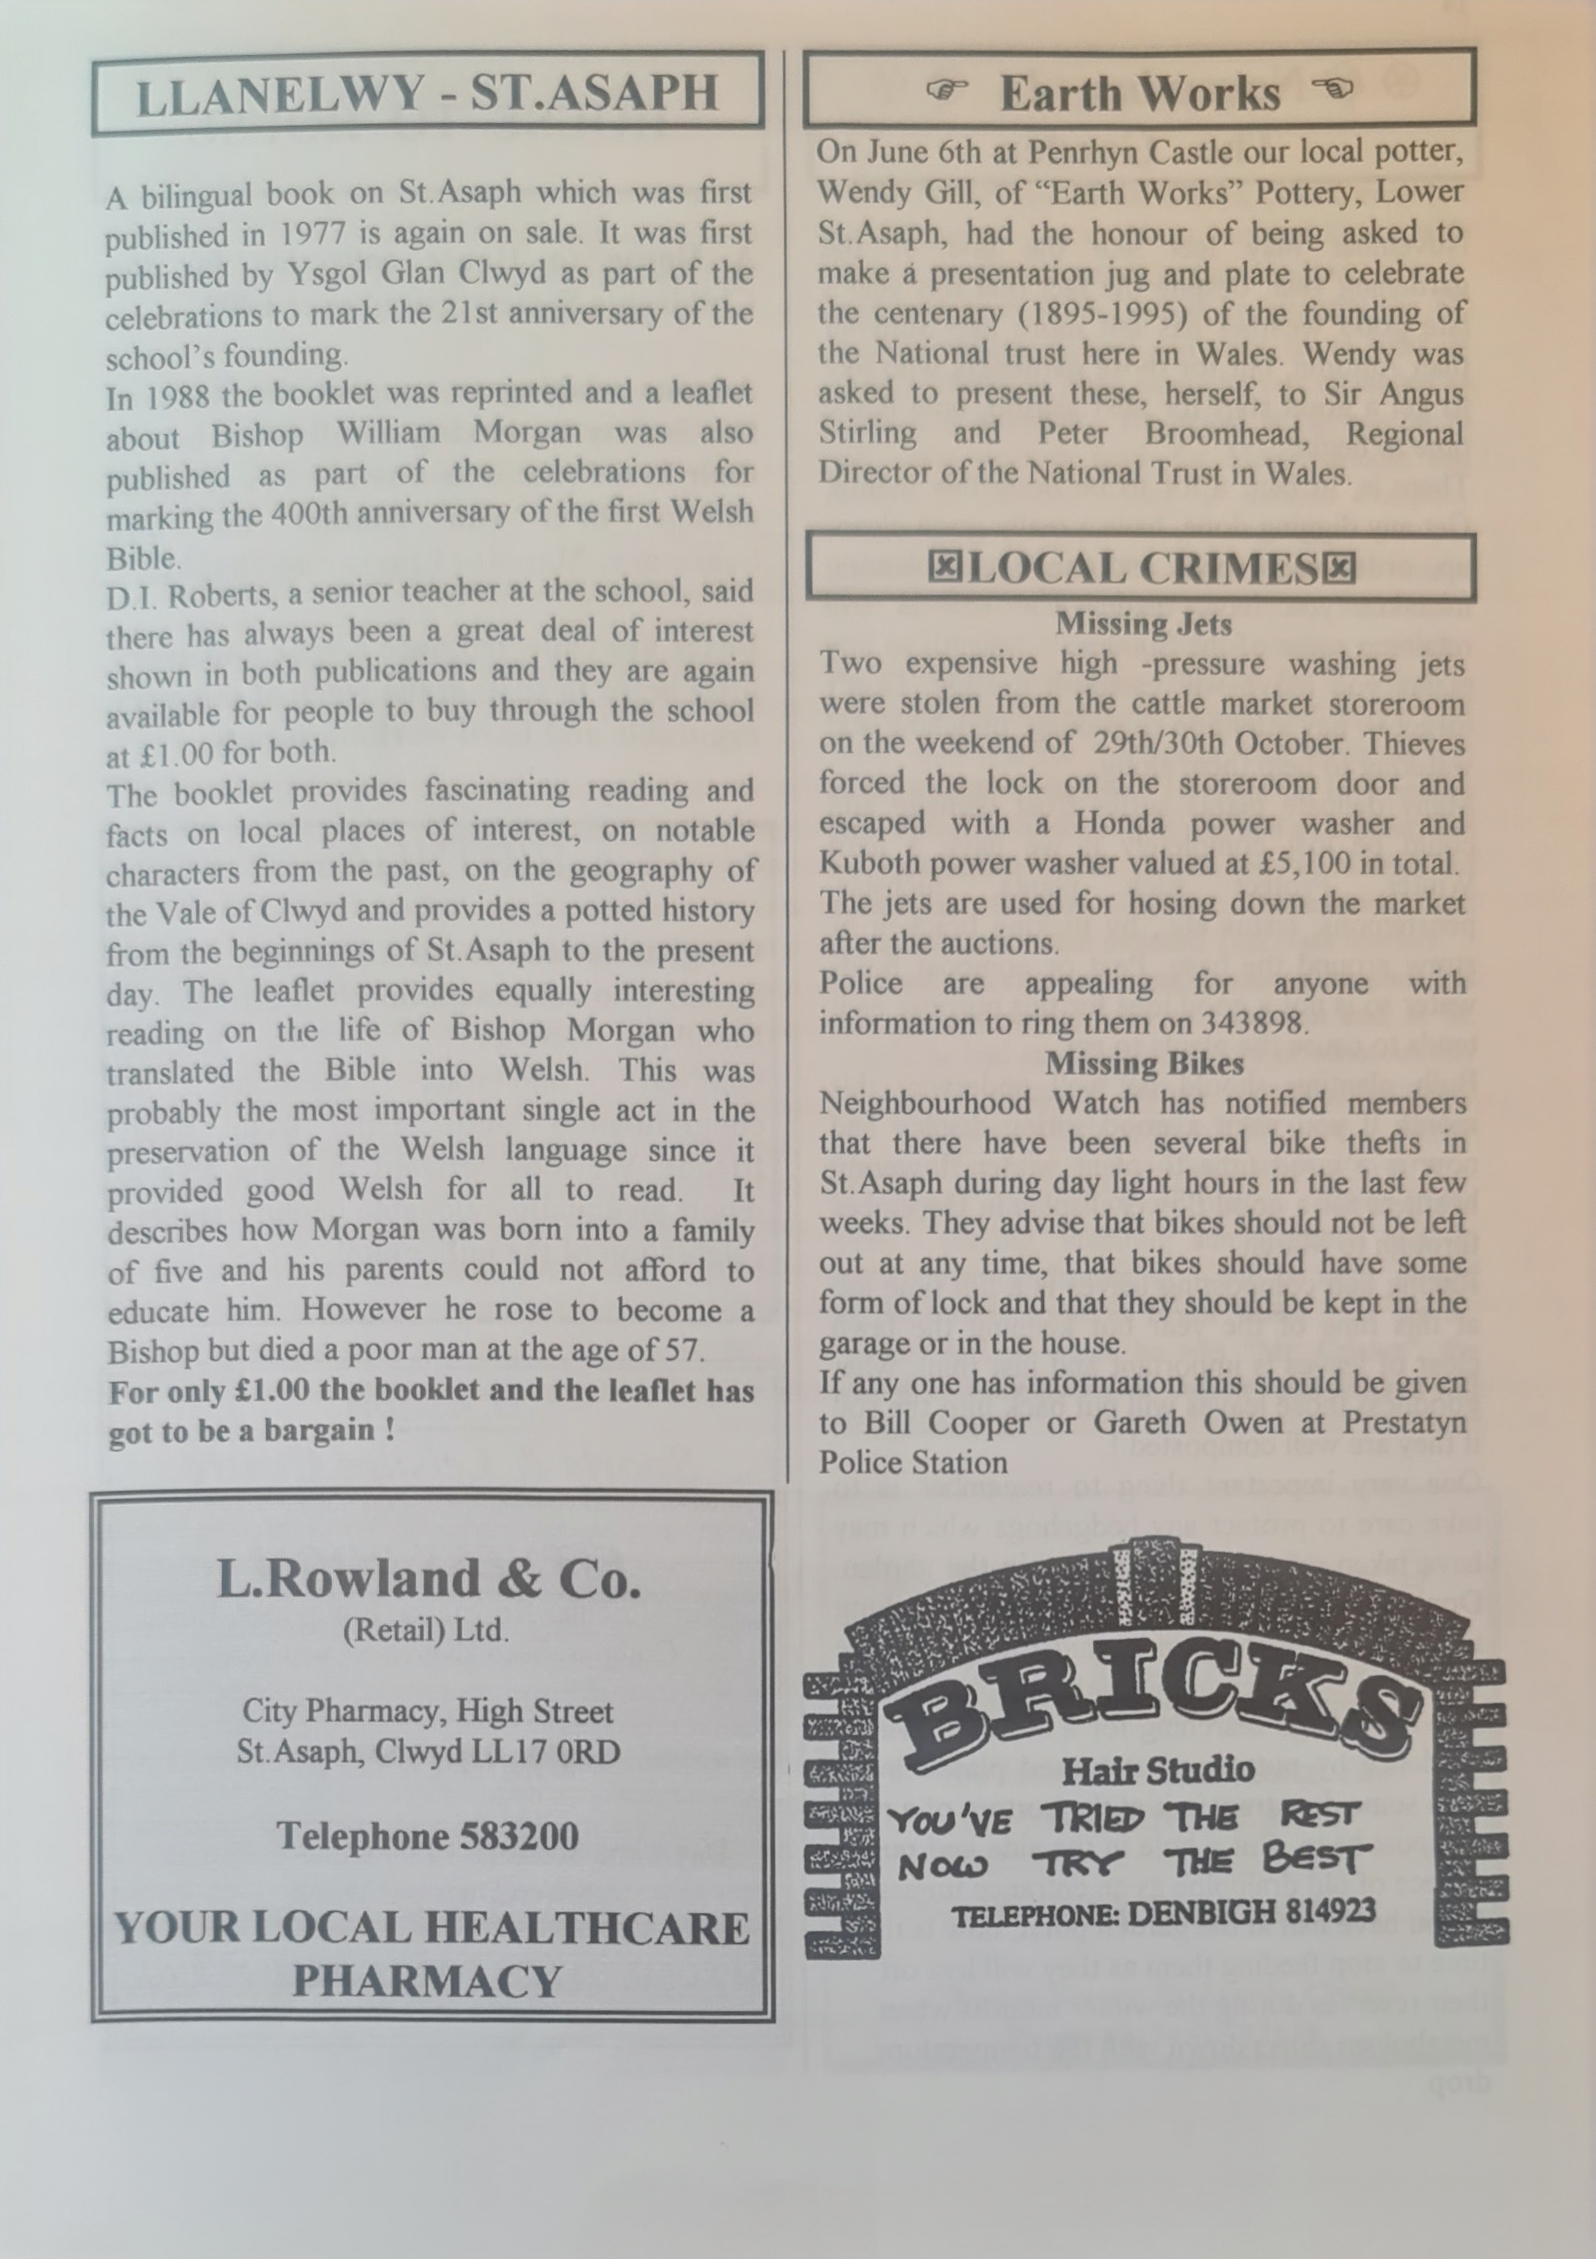 LLANELWY - ST.ASAPH
A bilingual book on St.Asaph which was first
published in 1977 is again on sale. It was first
published by Ysgol Glan Clwyd as part of the
celebrations to mark the 21st anniversary of the
school's founding.
In 1988 the booklet was reprinted and a leaflet
about Bishop William Morgan was also
published as part of the celebrations for
marking the 400th anniversary of the first Welsh
Bible.
D.I. Roberts, a senior teacher at the school, said
there has always been a great deal of interest
shown in both publications and they are again
available for people to buy through the school
at £1.00 for both.
The booklet provides fascinating reading and
facts on local places of interest, on notable
characters from the past, on the geography of
the Vale of Clwyd and provides a potted history
from the beginnings of St.Asaph to the present
day. The leaflet provides equally interesting
reading on the life of Bishop Morgan who
translated the Bible into Welsh. This was
probably the most important single act in the
preservation of the Welsh language since it
provided good Welsh for all to read. It
describes how Morgan was born into a family
of five and his parents could not afford to
educate him. However he rose to become a
Bishop but died a poor man at the age of 57.
For only £1.00 the booklet and the leaflet has
got to be a bargain !
L.Rowland & Co.
(Retail) Ltd.
City Pharmacy, High Street
St.Asaph, Clwyd LL17 0RD
Telephone 583200
YOUR LOCAL HEALTHCARE
PHARMACY
Earth Works
On June 6th at Penrhyn Castle our local potter,
Wendy Gill, of “Earth Works” Pottery, Lower
St.Asaph, had the honour of being asked to
make a presentation jug and plate to celebrate
the centenary (1895-1995) of the founding of
the National trust here in Wales. Wendy was
asked to present these, herself, to Sir Angus
Stirling and Peter Broomhead, Regional
Director of the National Trust in Wales.
LOCAL CRIMES
Missing Jets
Two expensive high -pressure washing jets
were stolen from the cattle market storeroom
on the weekend of 29th/30th October. Thieves
forced the lock on the storeroom door and
escaped with a Honda power washer and
Kuboth power washer valued at £5,100 in total.
The jets are used for hosing down the market
after the auctions.
Police are appealing for anyone with
information to ring them on 343898.
Missing Bikes
Neighbourhood Watch has notified members
that there have been several bike thefts in
St.Asaph during day light hours in the last few
weeks. They advise that bikes should not be left
out at any time, that bikes should have some
form of lock and that they should be kept in the
garage or in the house.
If any one has information this should be given
to Bill Cooper or Gareth Owen at Prestatyn
Police Station
BRICKS
Hair Studio
YOU'VE TRIED THE REST
NOW TRY THE BEST
TELEPHONE: DENBIGH 814923